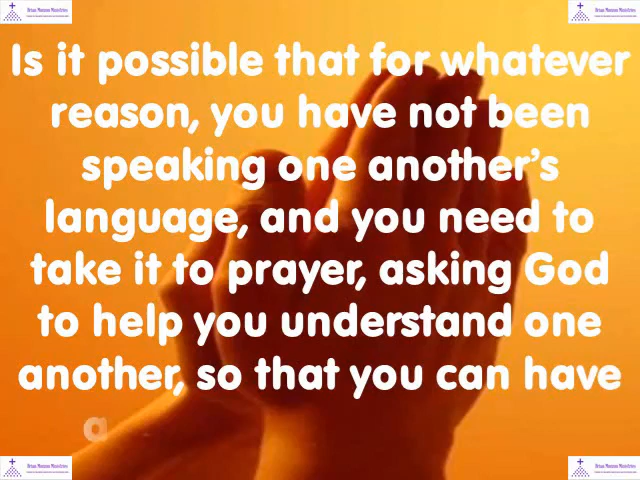 Is it possible that for whatever
reason, you have not been
speaking one another's
language, and you need to
take it to prayer, asking God
to help you understand one
another, so that you can have
a